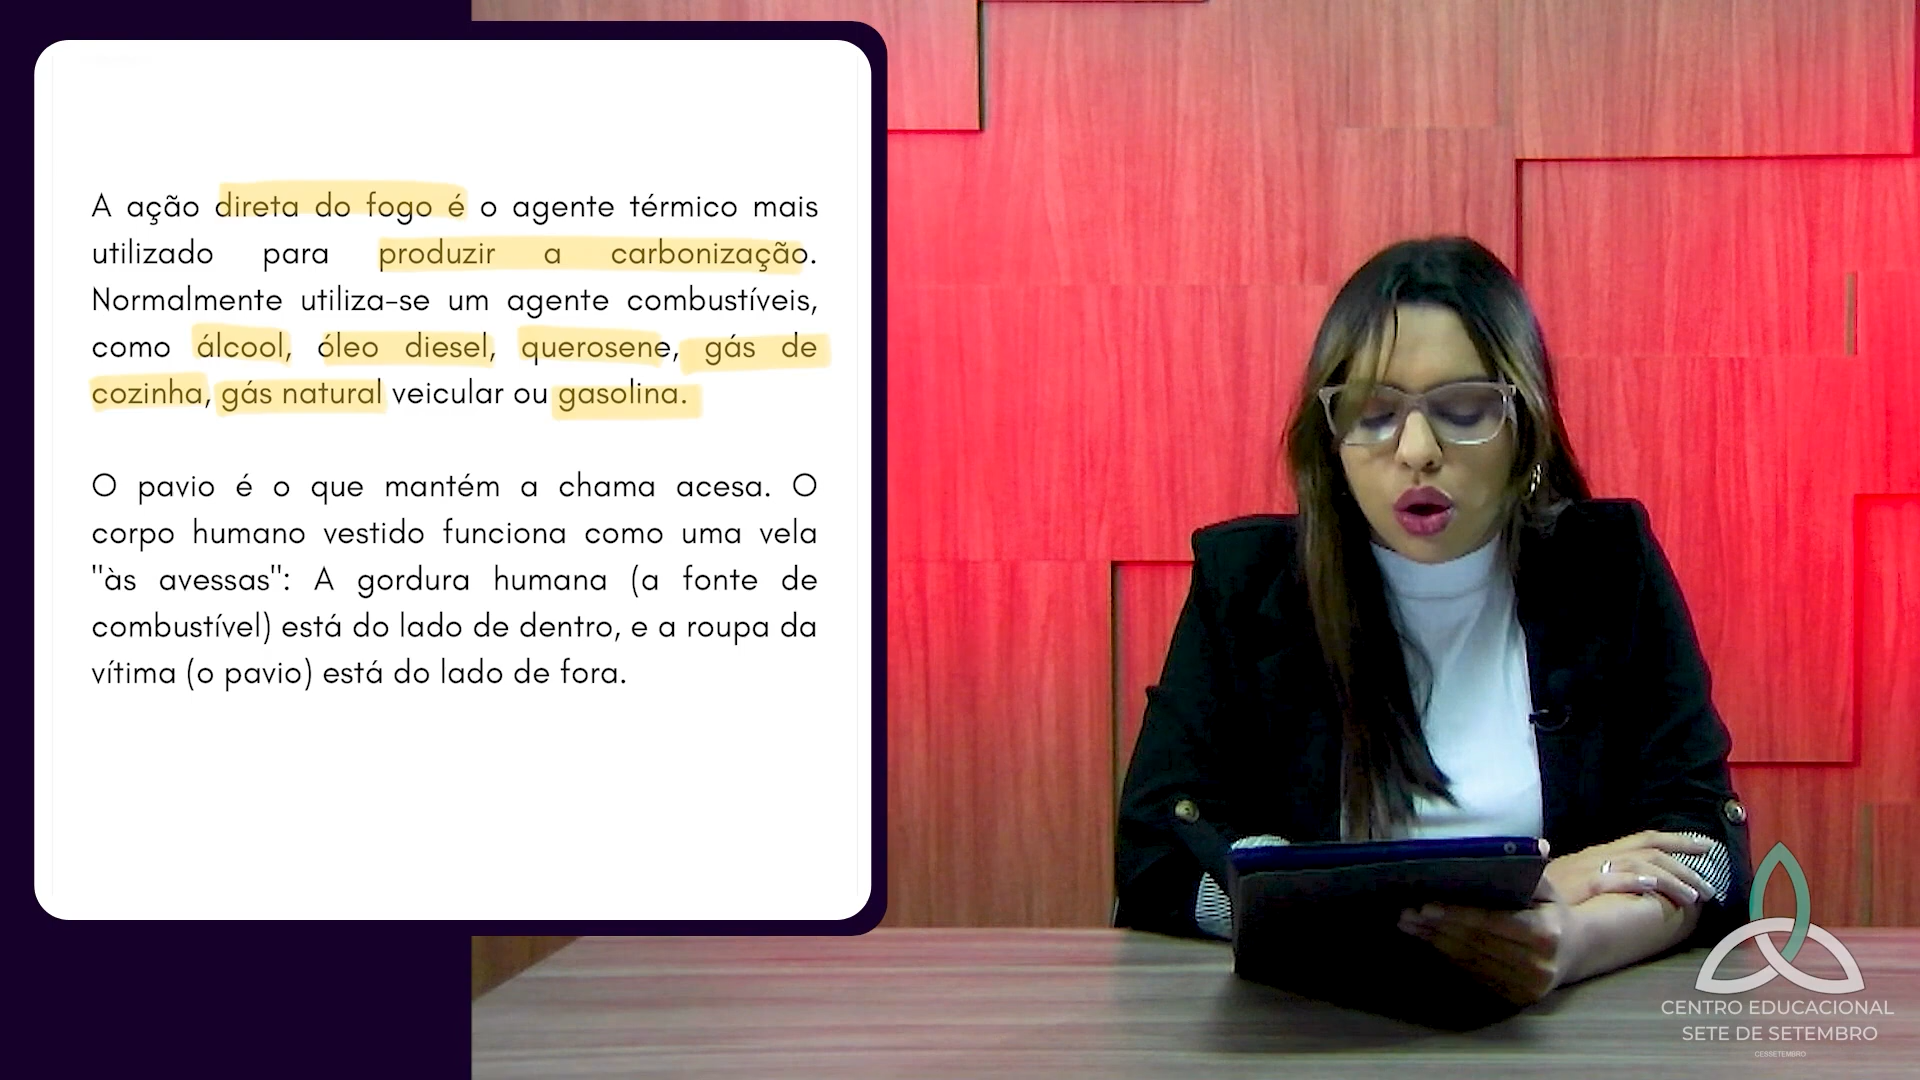 A ação direta do fogo é o agente térmico mais
utilizado para produzir a carbonização.
Normalmente utiliza-se um agente combustíveis,
como álcool, óleo diesel, querosene, gás de
cozinha, gás natural veicular ou gasolina.
O pavio é o que mantém a chama acesa. O
corpo humano vestido funciona como uma vela
"às avessas": A gordura humana (a fonte de
combustível) está do lado de dentro, e a roupa da
vítima (o pavio) está do lado de fora.
CENTRO EDUCACIONAL
SETE DE SETEMBRO
CESSETEMBRO